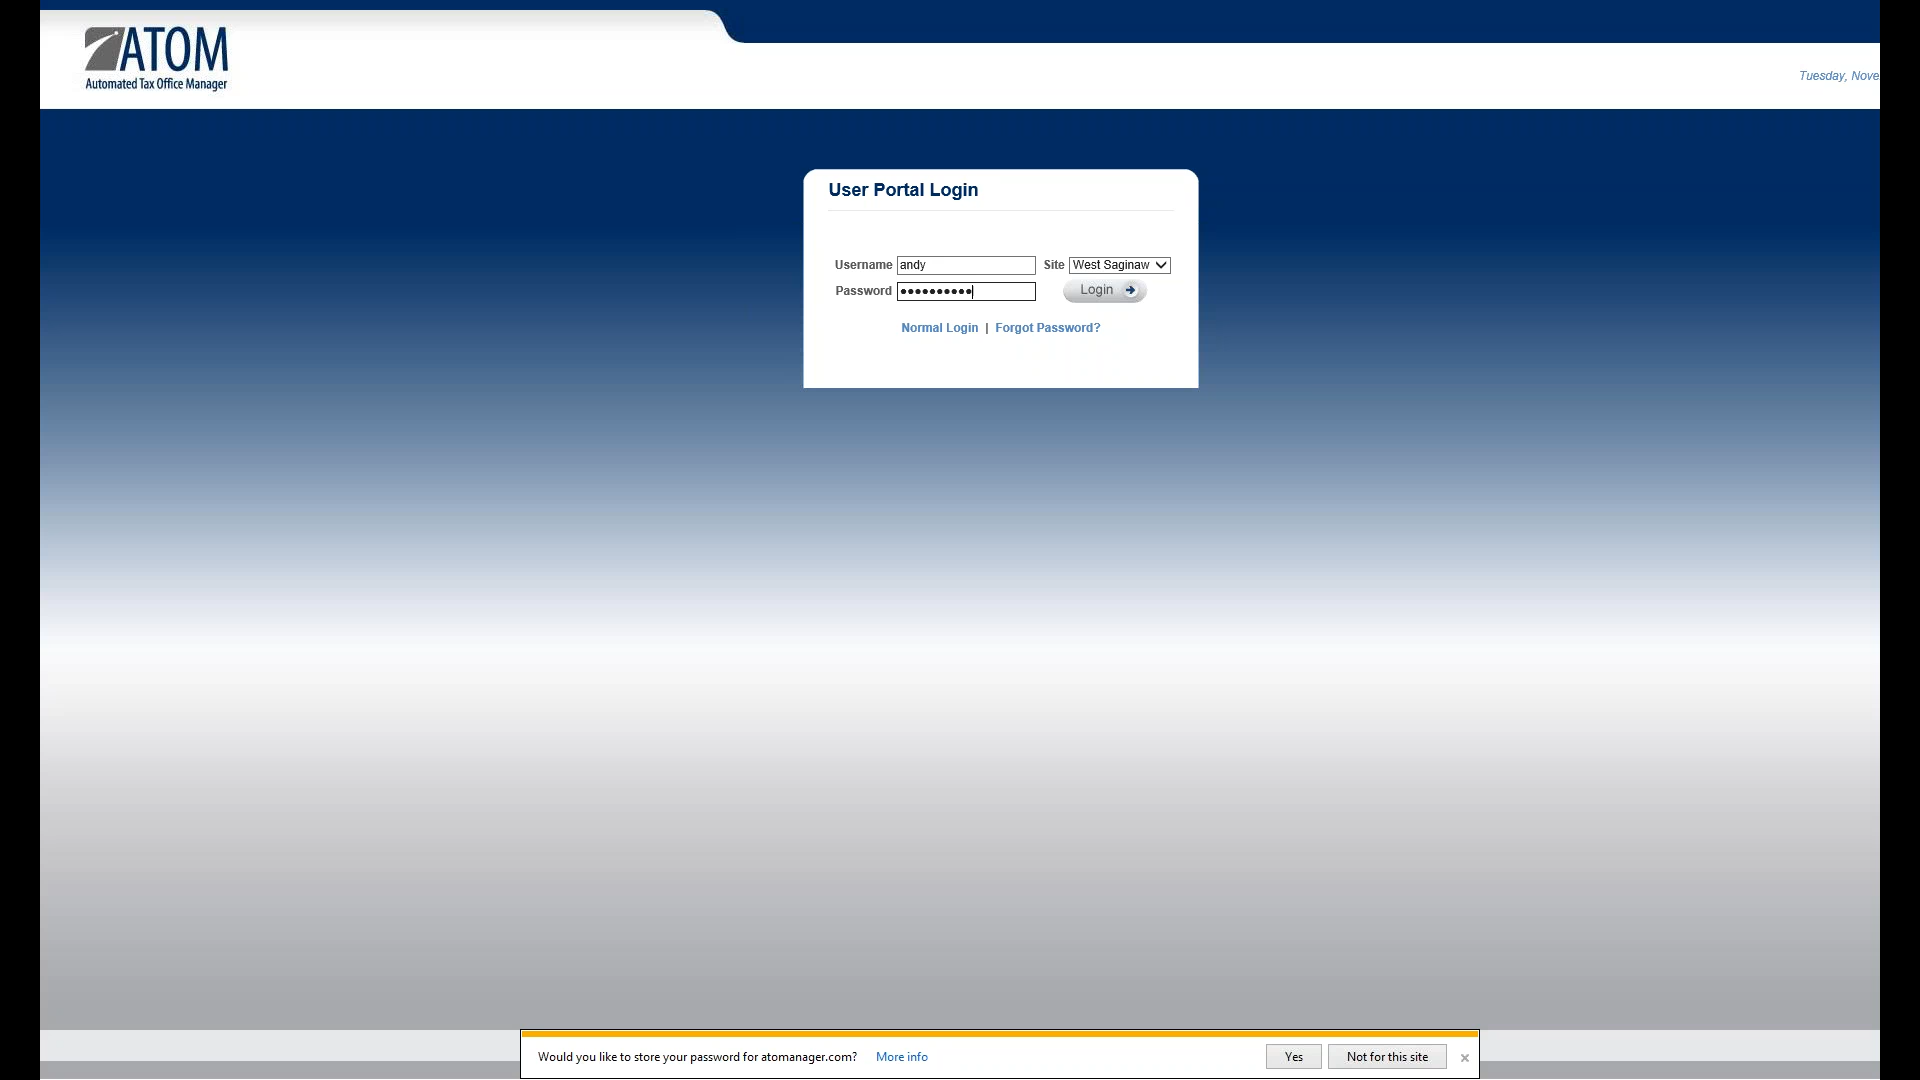 ATOM
Automated Tax Office Manager
Tuesday, Nove
User Portal Login
Username andy Site West Saginaw
Password ●●●●●●●●●● Login
Normal Login | Forgot Password?
Would you like to store your password for atomanager.com? More info Yes Not for this site ×